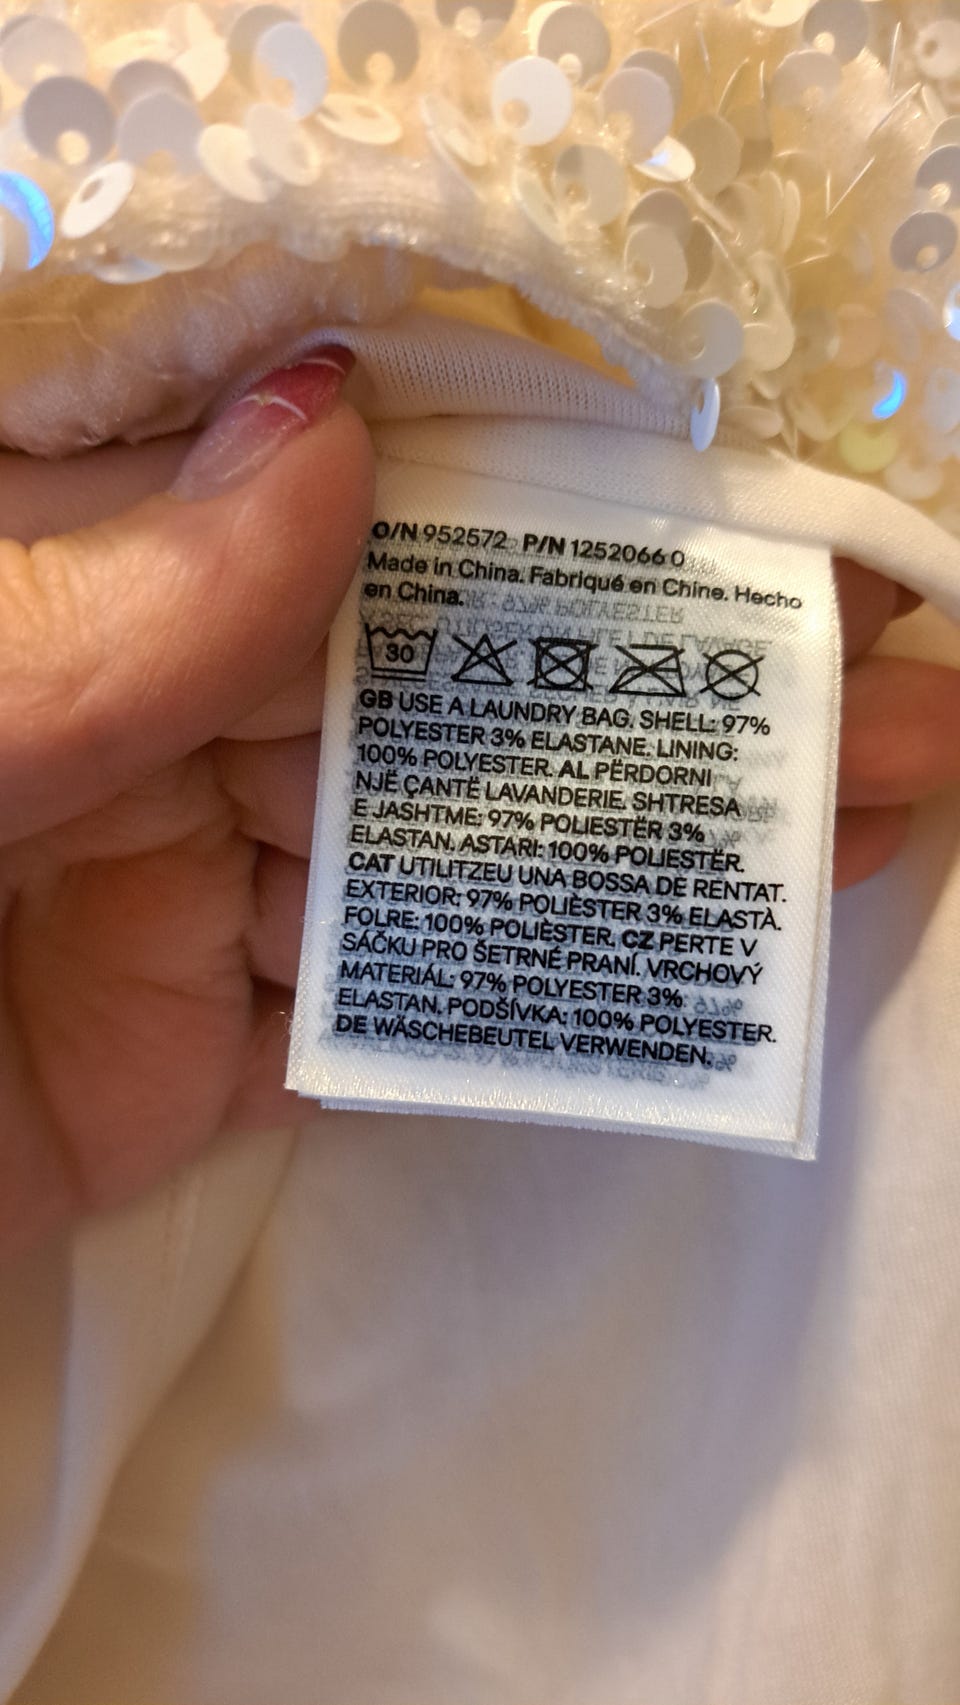 O/N 952572 P/N 1252066 0
Made in China. Fabriqué en Chine. Hecho
en China.
30
GB USE A LAUNDRY BAG. SHELL: 97%
POLYESTER 3% ELASTANE. LINING:
100% POLYESTER. AL PËRDORNI
NJË ÇANTË LAVANDERIE. SHTRESA
E JASHTME: 97% POLIESTËR 3%
ELASTAN. ASTARI: 100% POLIESTËR.
CAT UTILITZEU UNA BOSSA DE RENTAT.
EXTERIOR: 97% POLIÈSTER 3% ELASTÀ.
FOLRE: 100% POLIÈSTER. CZ PERTE V
SÁČKU PRO ŠETRNÉ PRANÍ. VRCHOVÝ
MATERIÁL: 97% POLYESTER 3%
ELASTAN. PODŠÍVKA: 100% POLYESTER.
DE WÄSCHEBEUTEL VERWENDEN.